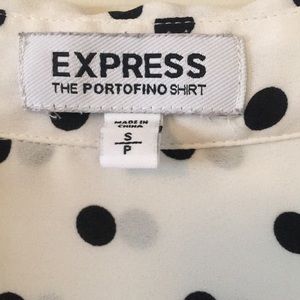 EXPRESS
THE PORTOFINO SHIRT
MADE IN
CHINA
S
P